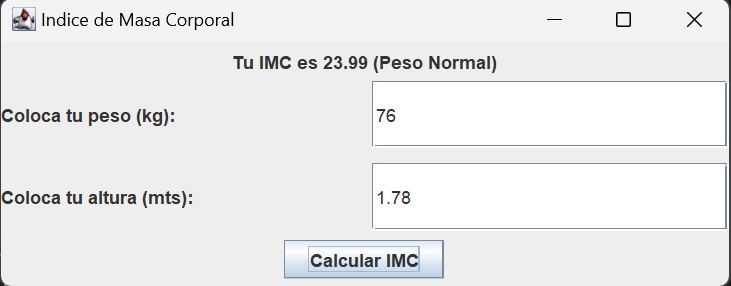 Indice de Masa Corporal
Tu IMC es 23.99 (Peso Normal)
Coloca tu peso (kg):
76
Coloca tu altura (mts):
1.78
Calcular IMC